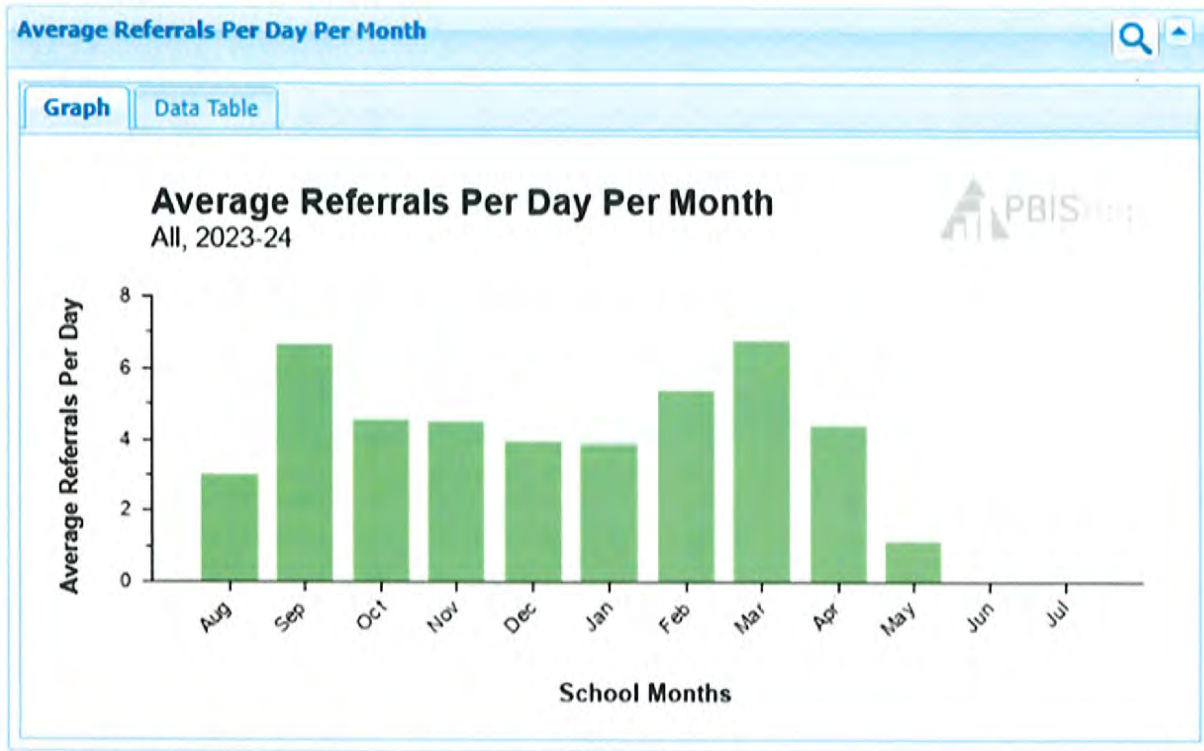 Average Referrals Per Day Per Month
Graph
Data Table
Average Referrals Per Day Per Month
All, 2023-24
PBIS
8
6
4
2
0
Average Referrals Per Day
Aug
Sep
Oct
Nov
Dec
Jan
Feb
Mar
Apr
May
Jun
Jul
School Months